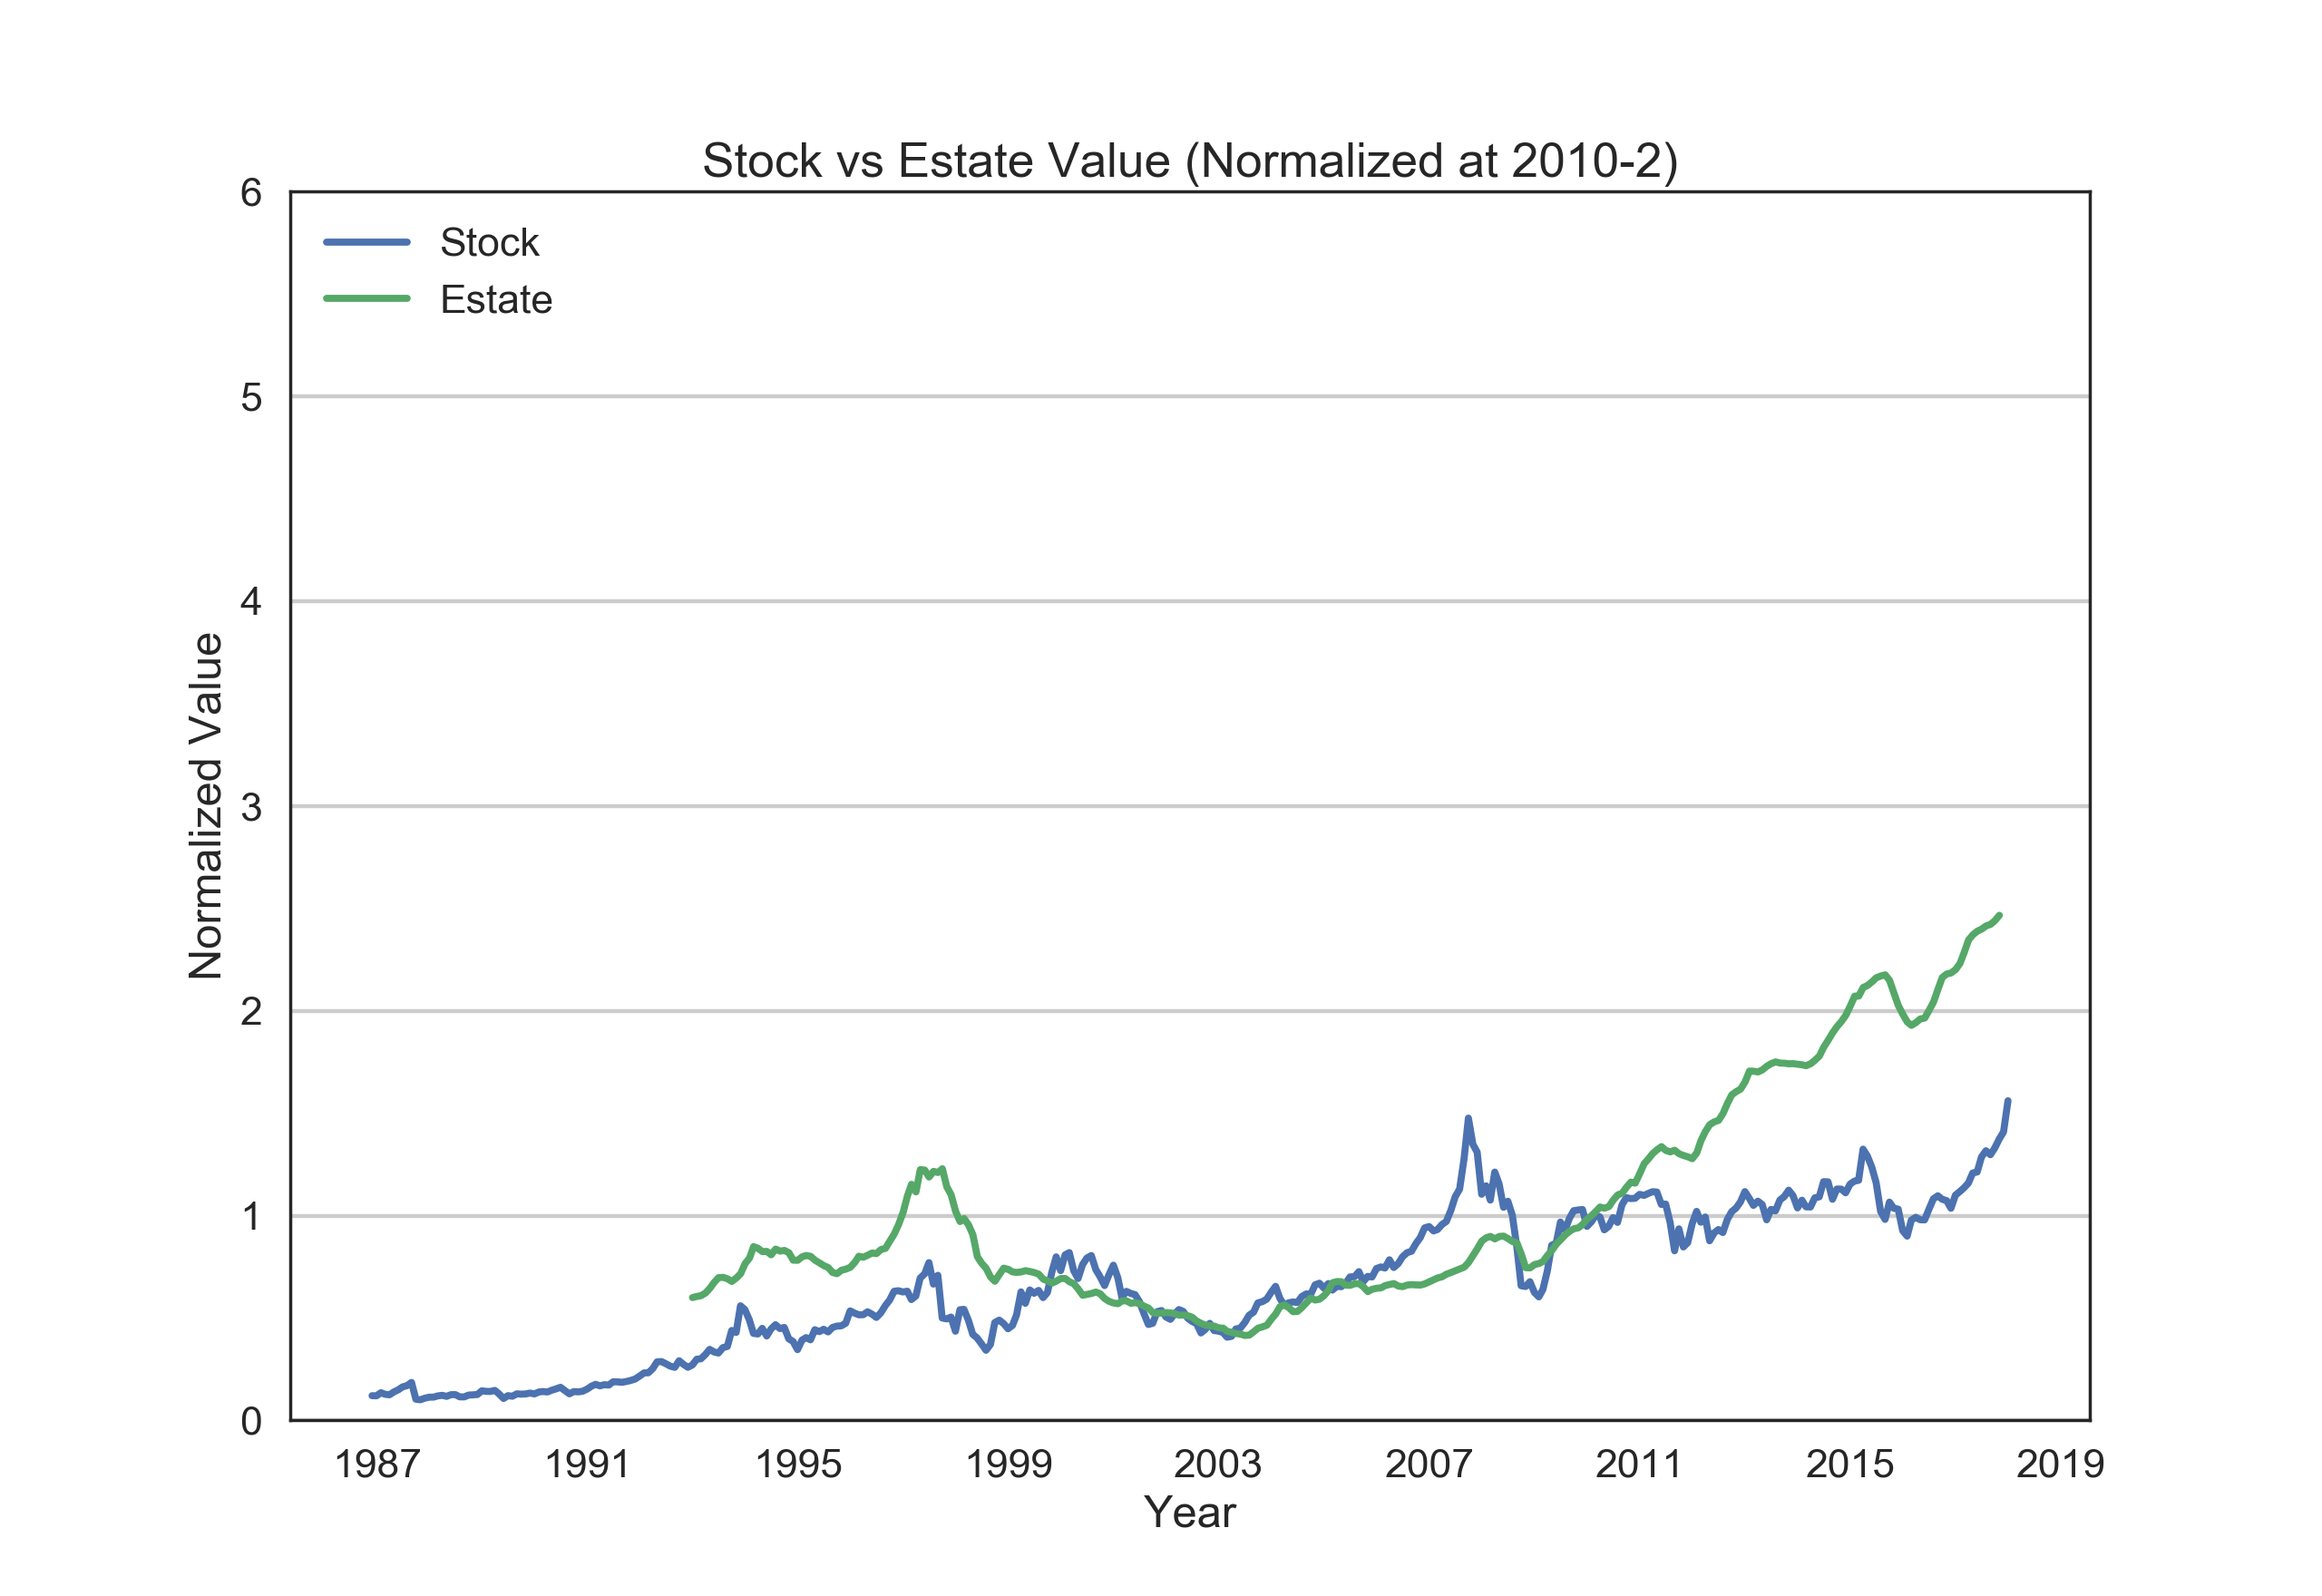 Stock vs Estate Value (Normalized at 2010-2)
Stock
Estate
6
5
4
3
2
1
0
Normalized Value
1987 1991 1995 1999 2003 2007 2011 2015 2019
Year